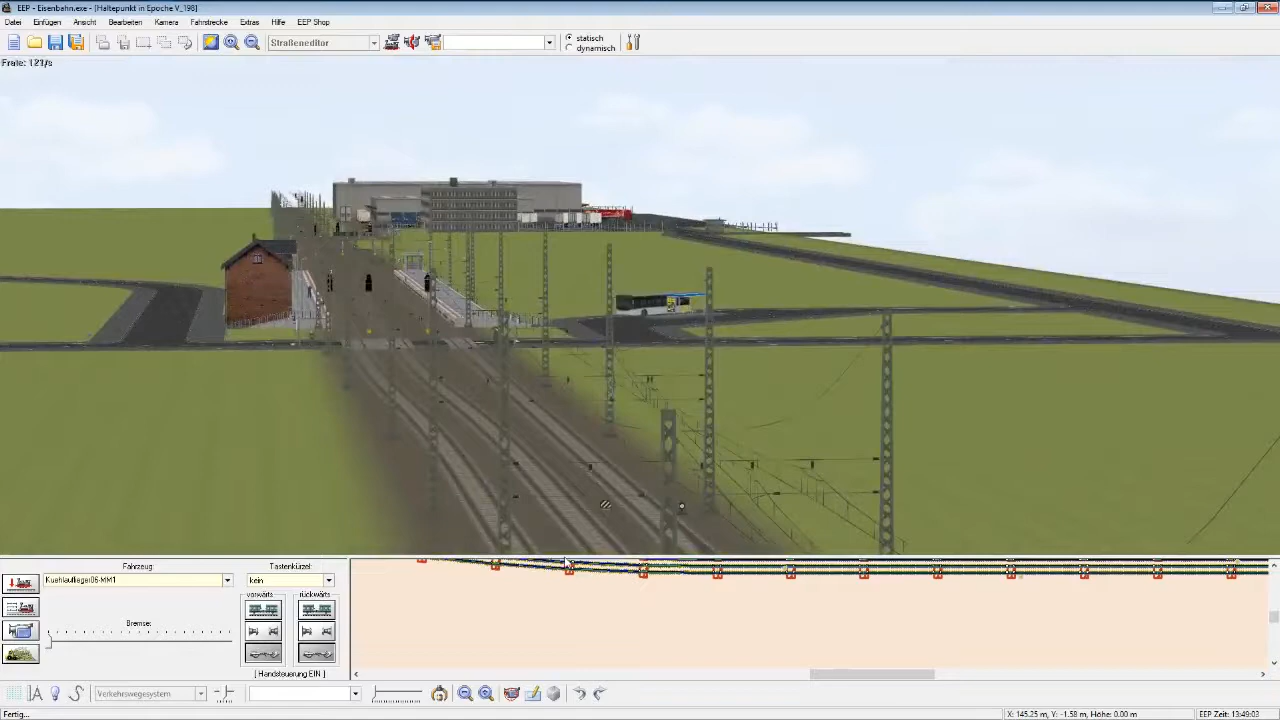 EEP - Eisenbahn.exe - [Haltepunkt in Epoche V_198]
Datei Einfügen Ansicht Bearbeiten Kamera Fahrstrecke Extras Hilfe EEP Shop
Straßeneditor
statisch
dynamisch
Frate: 121/s
Fahrzeug:
Kuehlauflieger06-MM1
Bremse:
Tastenkürzel:
kein
vorwärts
rückwärts
[ Handsteuerung EIN ]
Verkehrswegesystem
Fertig...
X: 145.25 m, Y: -1.58 m, Höhe: 0.00 m
EEP Zeit: 13:49:03